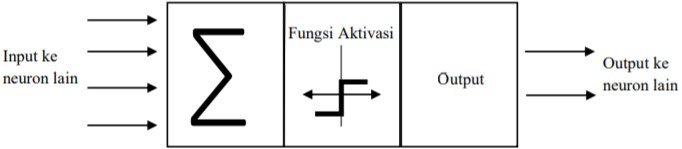 Input ke
neuron lain
Fungsi Aktivasi
Output
Output ke
neuron lain